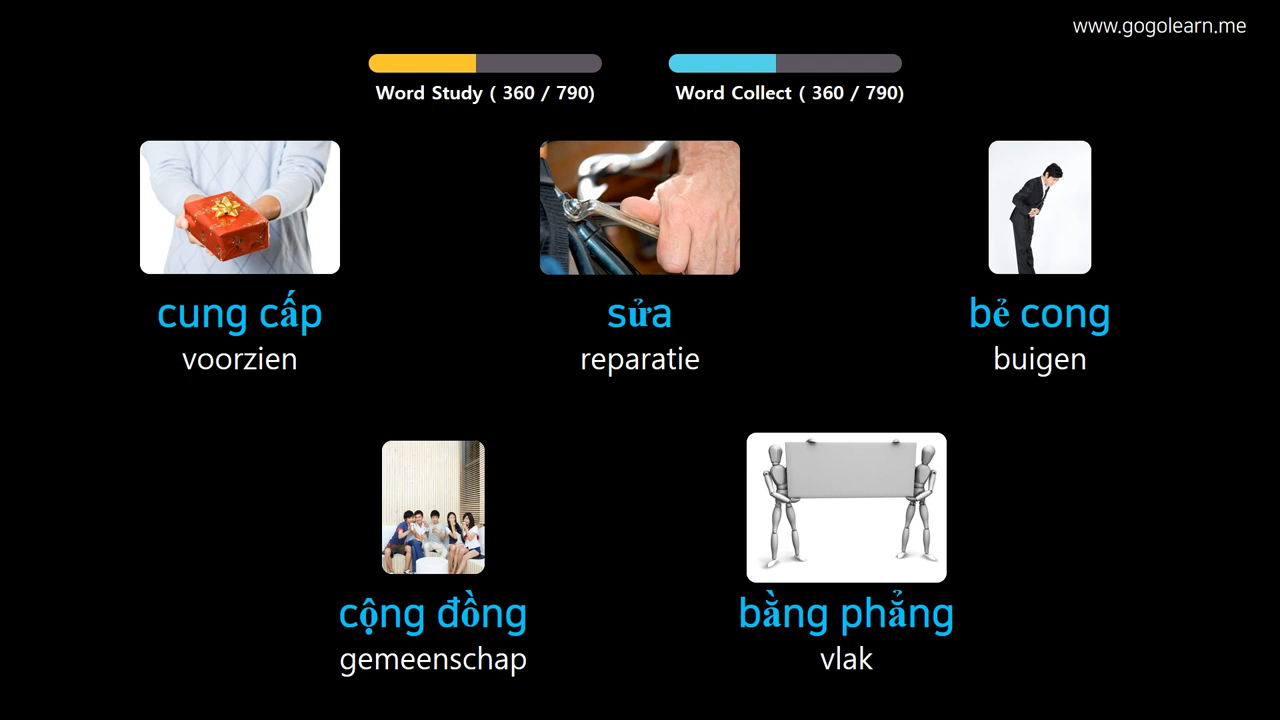 www.gogolearn.me
Word Study ( 360 / 790)
Word Collect ( 360 / 790)
cung cấp
voorzien
sửa
reparatie
bẻ cong
buigen
cộng đồng
gemeenschap
bằng phẳng
vlak